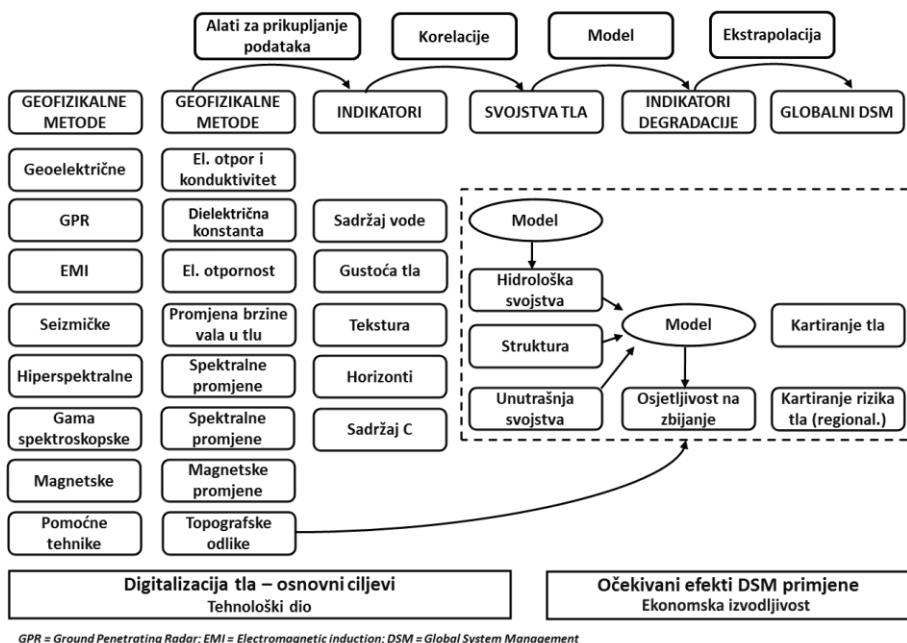 Alati za prikupljanje
podataka
Korelacije
Model
Ekstrapolacija
GEOFIZIKALNE
METODE
GEOFIZIKALNE
METODE
INDIKATORI
SVOJSTVA TLA
INDIKATORI
DEGRADACIJE
GLOBALNI DSM
Geoelektrične
El. otpor i
konduktivitet
GPR
Dielektrična
konstanta
Sadržaj vode
Model
EMI
El. otpornost
Gustoća tla
Hidrološka
svojstva
Seizmičke
Promjena brzine
vala u tlu
Tekstura
Struktura
Model
Kartiranje tla
Hiperspektralne
Spektralne
promjene
Horizonti
Unutrašnja
svojstva
Osjetljivost na
zbijanje
Kartiranje rizika
tla (regional.)
Gama
spektroskopske
Spektralne
promjene
Sadržaj C
Magnetske
Magnetske
promjene
Pomoćne
tehnike
Topografske
odlike
Digitalizacija tla – osnovni ciljevi
Tehnološki dio
Očekivani efekti DSM primjene
Ekonomska izvodljivost
GPR = Ground Penetrating Radar; EMI = Electromagnetic induction; DSM = Global System Management